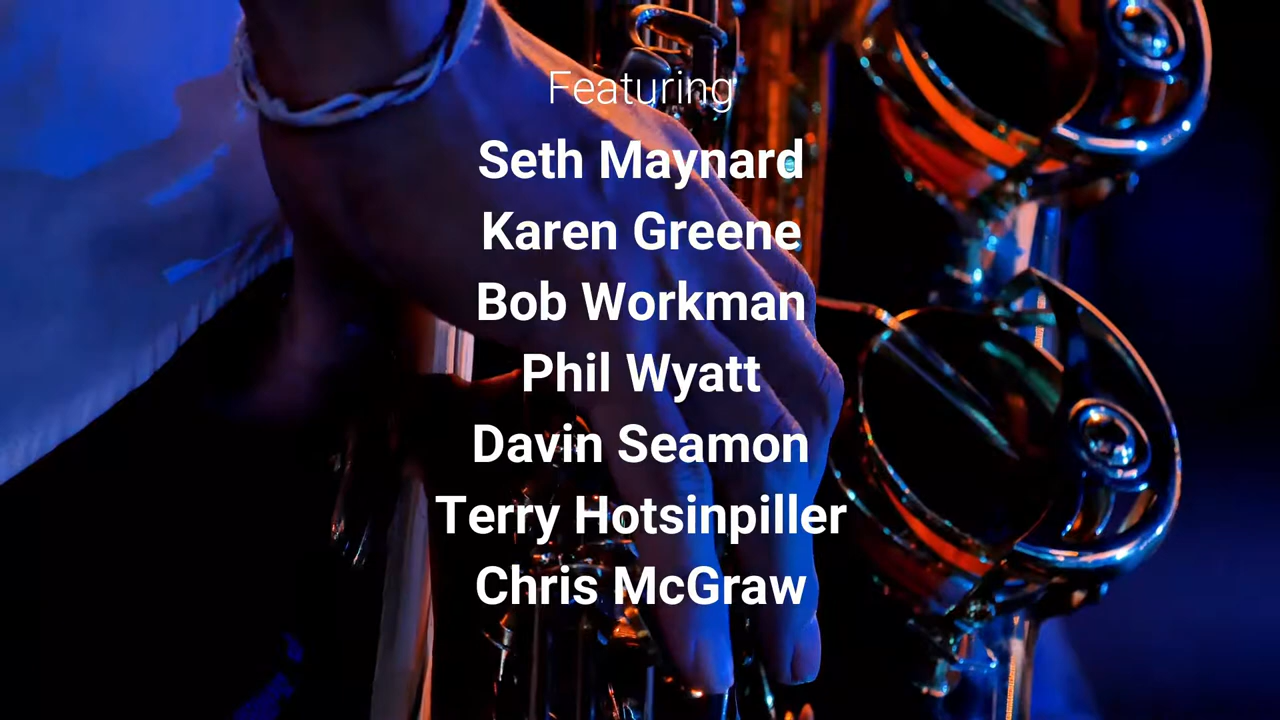 Featuring
Seth Maynard
Karen Greene
Bob Workman
Phil Wyatt
Davin Seamon
Terry Hotsinpiller
Chris McGraw